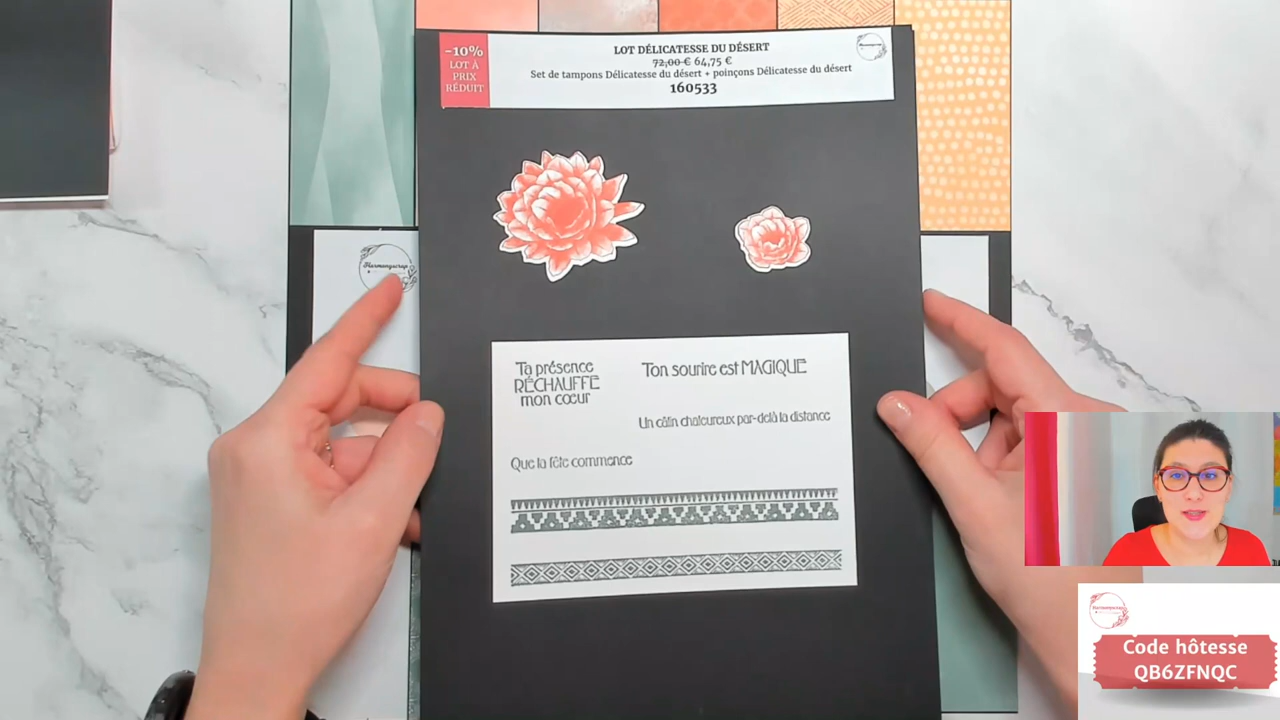 -10%
LOT À
PRIX
RÉDUIT
LOT DÉLICATESSE DU DÉSERT
72,00 € 64,75 €
Set de tampons Délicatesse du désert + poinçons Délicatesse du désert
160533
Harmonyscrap
Ta présence
RÉCHAUFFE
mon cœur
Ton sourire est MAGIQUE
Un câlin chaleureux par-delà la distance
Que la fête commence
Code hôtesse
QB6ZFNQC